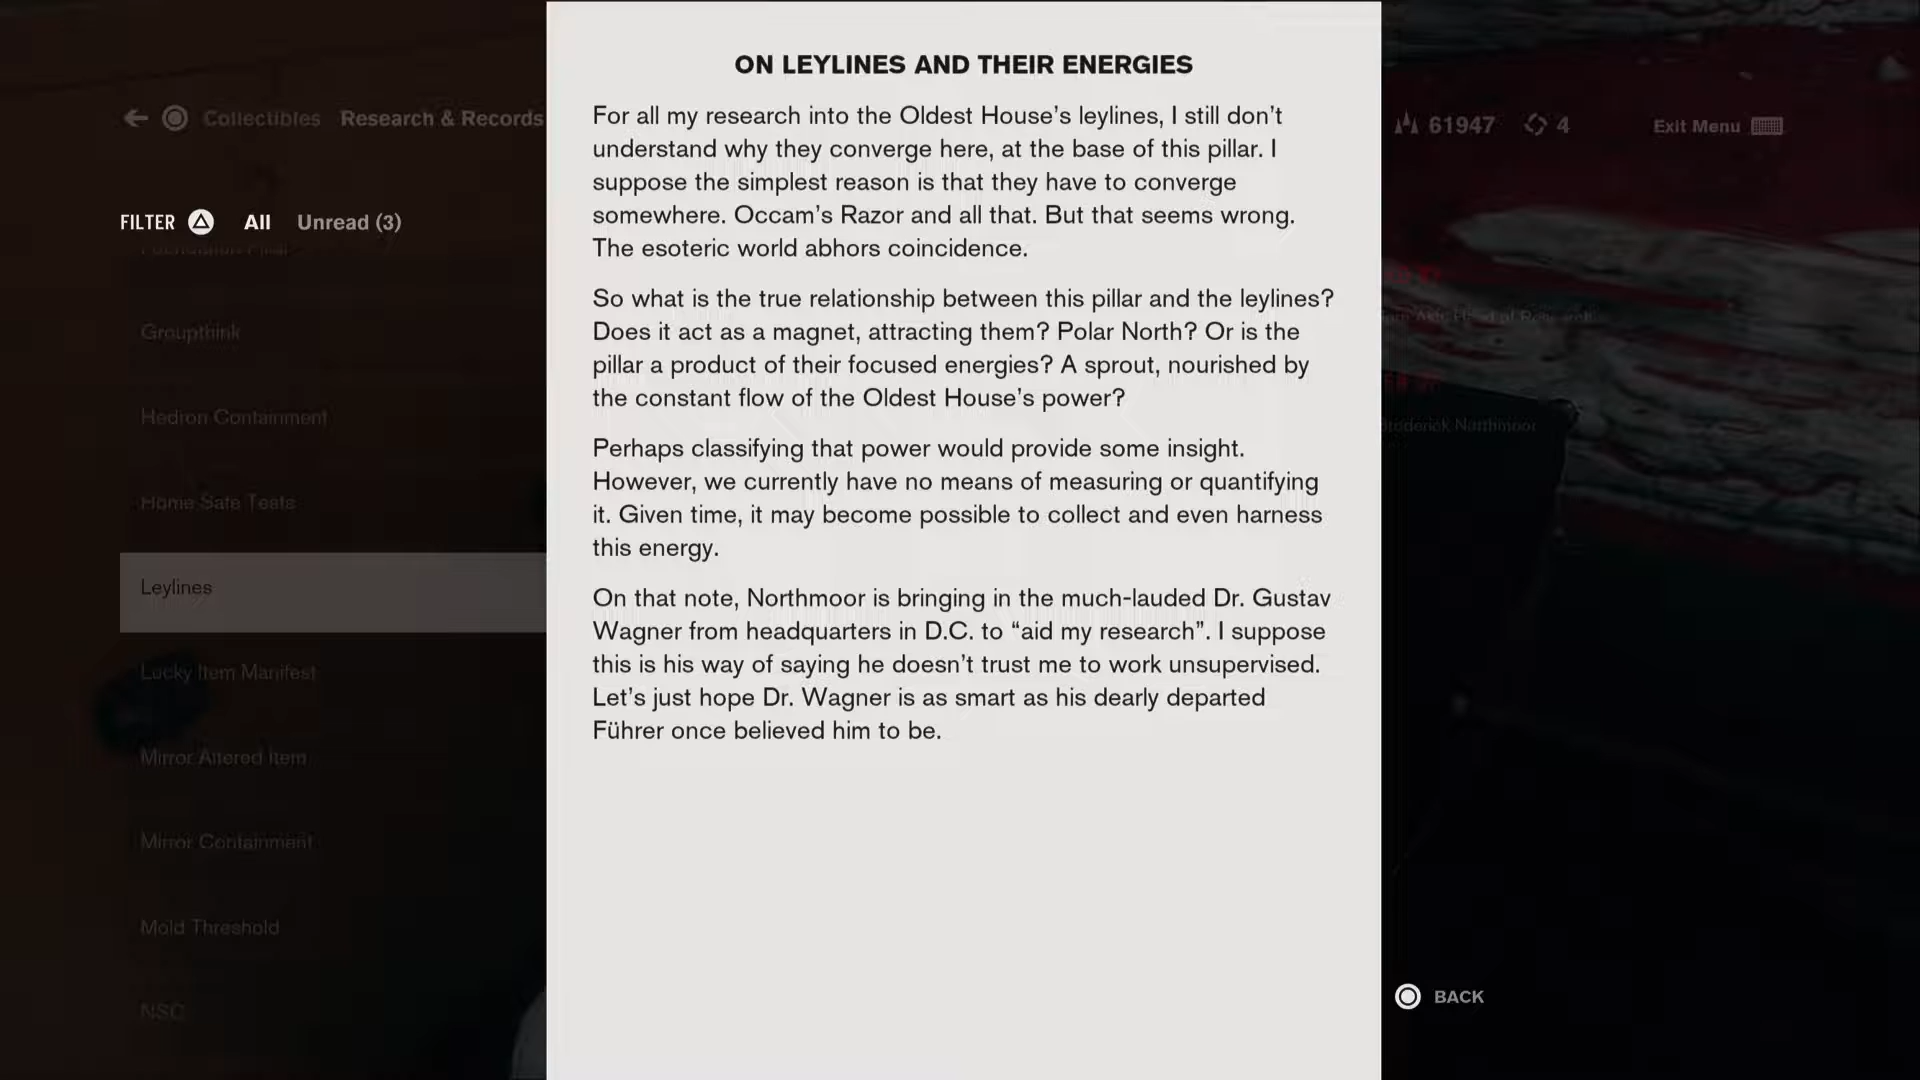 ON LEYLINES AND THEIR ENERGIES
Collectibles Research & Records
61947 4 Exit Menu
For all my research into the Oldest House’s leylines, I still don’t
understand why they converge here, at the base of this pillar. I
suppose the simplest reason is that they have to converge
somewhere. Occam’s Razor and all that. But that seems wrong.
The esoteric world abhors coincidence.
FILTER All Unread (3)
So what is the true relationship between this pillar and the leylines?
Does it act as a magnet, attracting them? Polar North? Or is the
pillar a product of their focused energies? A sprout, nourished by
the constant flow of the Oldest House’s power?
Perhaps classifying that power would provide some insight.
However, we currently have no means of measuring or quantifying
it. Given time, it may become possible to collect and even harness
this energy.
On that note, Northmoor is bringing in the much-lauded Dr. Gustav
Wagner from headquarters in D.C. to “aid my research”. I suppose
this is his way of saying he doesn’t trust me to work unsupervised.
Let’s just hope Dr. Wagner is as smart as his dearly departed
Führer once believed him to be.
Groupthink
Hedron Containment
Home Safe Tests
Leylines
Lucky Item Manifest
Mirror Altered Item
Mirror Containment
Mold Threshold
NSC
Northmoor
BACK